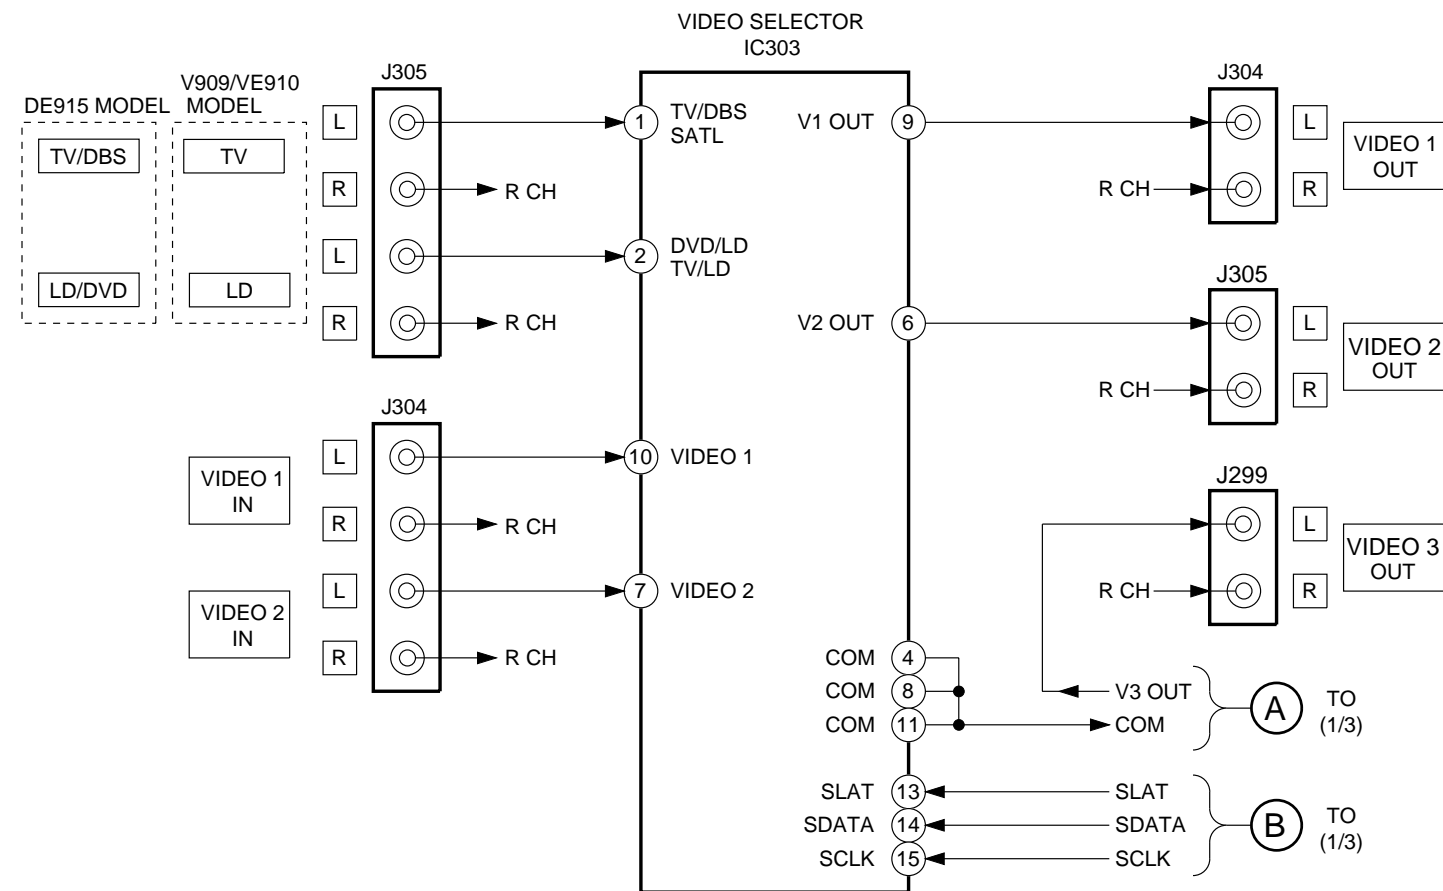 VIDEO SELECTOR
IC303
DE915 MODEL
V909/VE910
MODEL
TV/DBS
TV
LD/DVD
LD
J305
L
R
L
R
R CH
R CH
1
TV/DBS
SATL
2
DVD/LD
TV/LD
J304
VIDEO 1
IN
VIDEO 2
IN
L
R
L
R
R CH
R CH
10
VIDEO 1
7
VIDEO 2
V1 OUT
9
V2 OUT
6
COM
4
COM
8
COM
11
SLAT
13
SDATA
14
SCLK
15
J304
R CH
L
R
VIDEO 1
OUT
J305
R CH
L
R
VIDEO 2
OUT
J299
R CH
L
R
VIDEO 3
OUT
V3 OUT
COM
A
TO
(1/3)
SLAT
SDATA
SCLK
B
TO
(1/3)